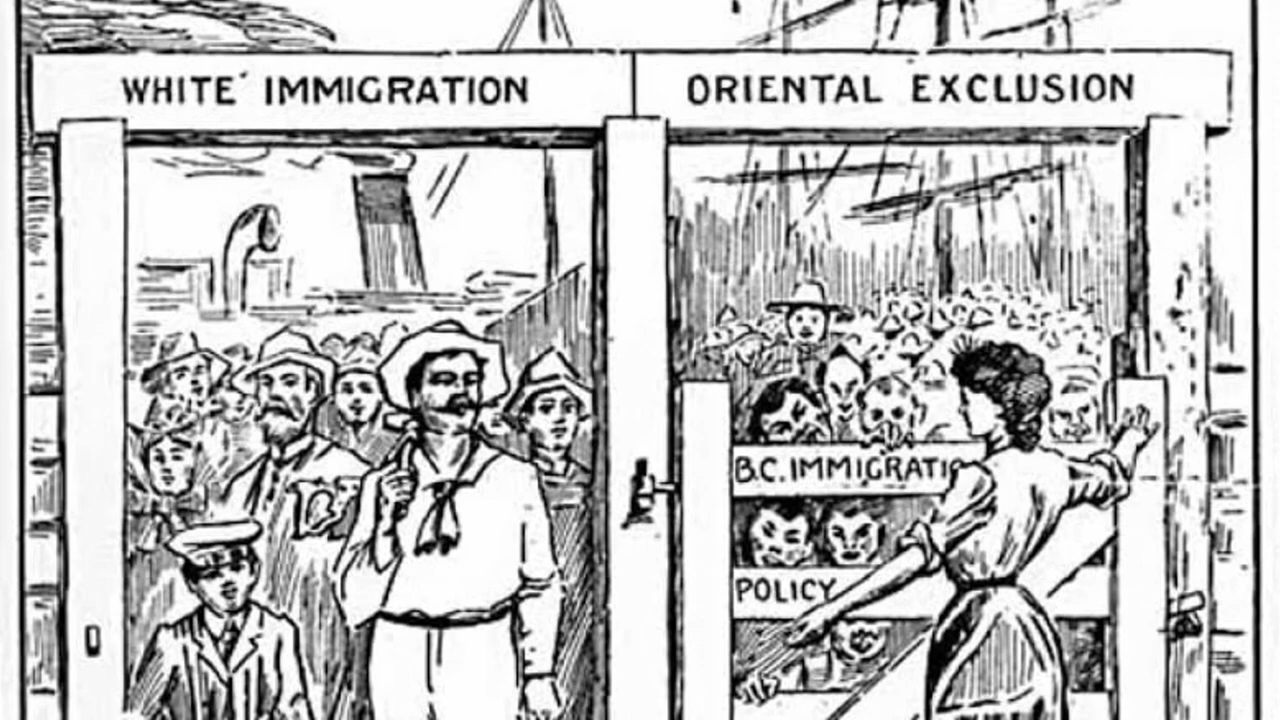 WHITE IMMIGRATION
ORIENTAL EXCLUSION
B.C. IMMIGRATIO
POLICY